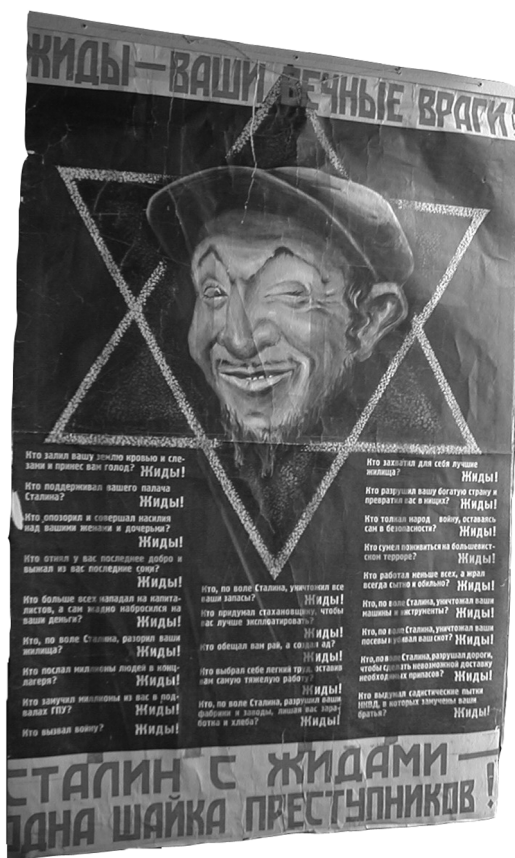 ЖИДЫ—ВАШИ ВЕЧНЫЕ ВРАГИ!
Кто залил вашу землю кровью и сле-
зами и принес вам голод? Жиды!
Кто поддерживал вашего палача
Сталина? Жиды!
Кто опозорил и совершал насилия
над вашими женами и дочерьми?
Жиды!
Кто отнял у вас последнее добро и
выжал из вас последние соки?
Жиды!
Кто больше всех нападал на капита-
листов, а сам жадно набросился на
ваши деньги? Жиды!
Кто, по воле Сталина, разорил ваши
жилища? Жиды!
Кто послал миллионы людей в конц-
лагеря? Жиды!
Кто замучил миллионы из вас в под-
валах ГПУ? Жиды!
Кто вызвал войну? Жиды!
Кто, по воле Сталина, уничтожил все
ваши запасы? Жиды!
Кто придумал стахановщину, чтобы
вас лучше эксплоатировать?
Жиды!
Кто обещал вам рай, а создал ад?
Жиды!
Кто выбрал себе легкий труд, оставив
вам самую тяжелую работу?
Жиды!
Кто, по воле Сталина, разрушил ваши
фабрики и заводы, лишая вас зара-
ботка и хлеба? Жиды!
Кто захватил для себя лучшие
жилища? Жиды!
Кто разрушил вашу богатую страну и
превратил вас в нищих? Жиды!
Кто толкал народ войну, оставаясь
сам в безопасности? Жиды!
Кто сумел поживиться на большевист-
ском терроре? Жиды!
Кто работал меньше всех, а жрал
всегда сытно и обильно? Жиды!
Кто, по воле Сталина, уничтожал ваши
машины и инструменты? Жиды!
Кто, по воле Сталина, уничтожал ваши
посевы и убивал ваш скот? Жиды!
Кто, по воле Сталина, разрушал дороги,
чтобы сделать невозможной доставку
необходимых припасов? Жиды!
Кто выдумал садистические пытки
НКВД, в которых замучены ваши
братья? Жиды!
СТАЛИН С ЖИДАМИ—
ОДНА ШАЙКА ПРЕСТУПНИКОВ!